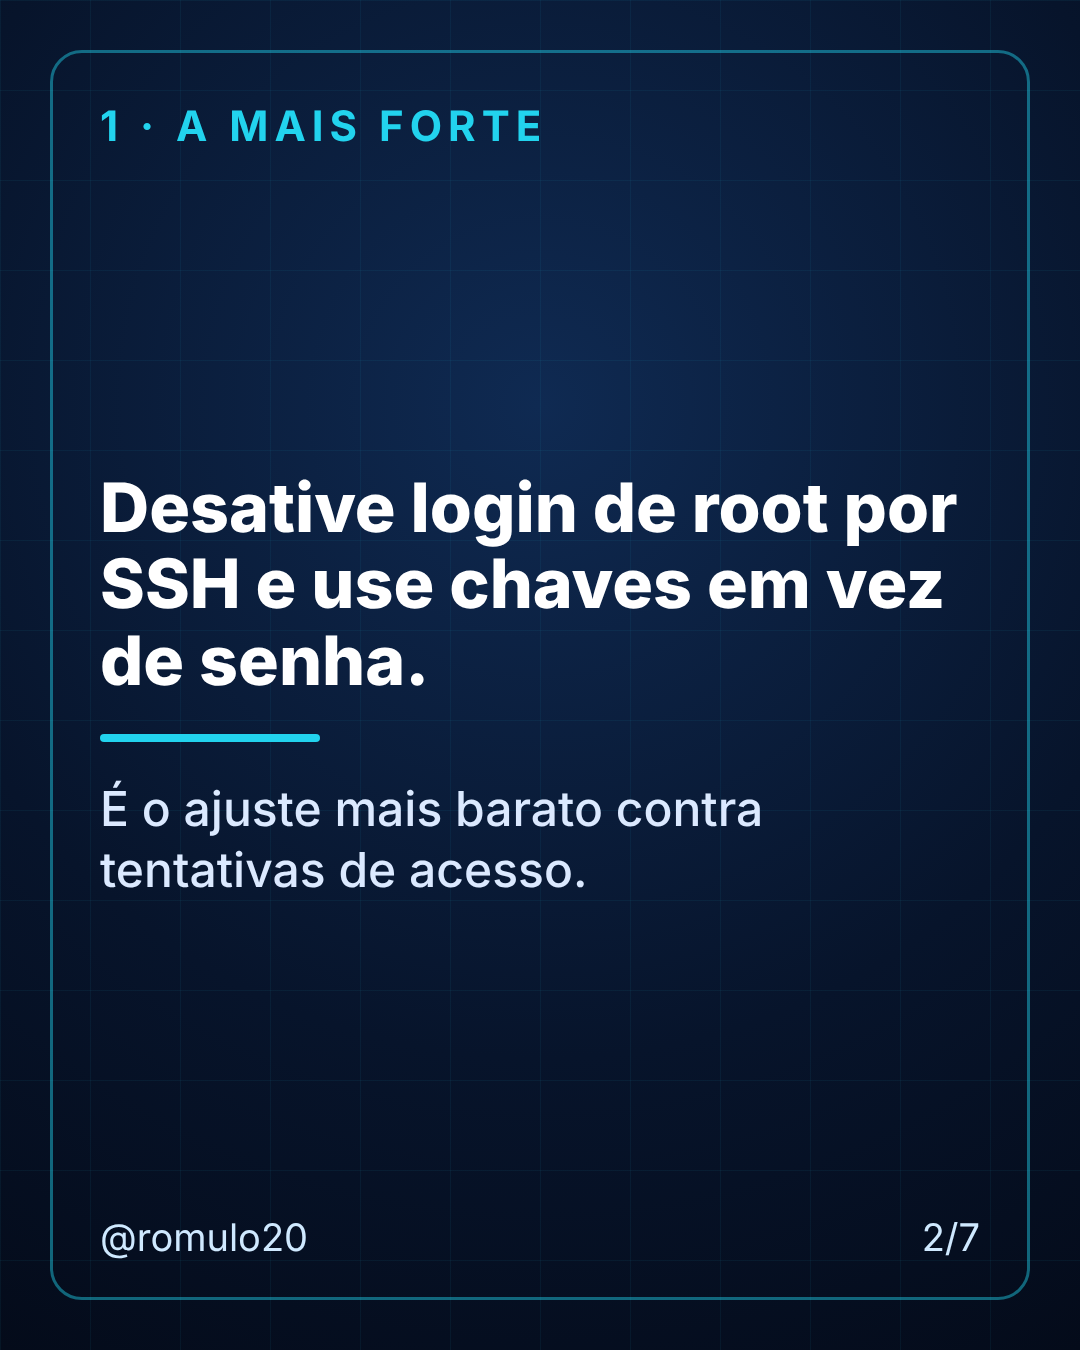 1 · A MAIS FORTE
Desative login de root por
SSH e use chaves em vez
de senha.
É o ajuste mais barato contra
tentativas de acesso.
@romulo20
2/7